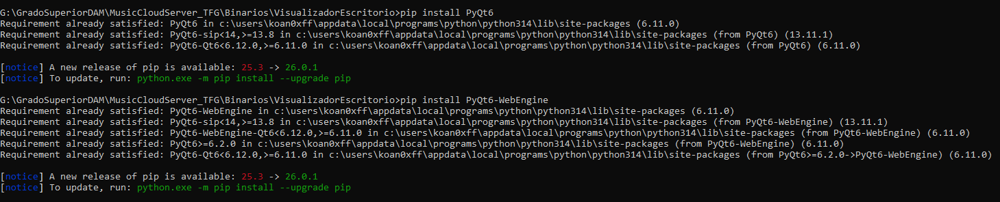 G:\GradoSuperiorDAM\MusicCloudServer_TFG\Binarios\VisualizadorEscritorio>pip install PyQt6
Requirement already satisfied: PyQt6 in c:\users\koan0xff\appdata\local\programs\python\python314\lib\site-packages (6.11.0)
Requirement already satisfied: PyQt6-sip<14,>=13.8 in c:\users\koan0xff\appdata\local\programs\python\python314\lib\site-packages (from PyQt6) (13.11.1)
Requirement already satisfied: PyQt6-Qt6<6.12.0,>=6.11.0 in c:\users\koan0xff\appdata\local\programs\python\python314\lib\site-packages (from PyQt6) (6.11.0)
[notice] A new release of pip is available: 25.3 -> 26.0.1
[notice] To update, run: python.exe -m pip install --upgrade pip
G:\GradoSuperiorDAM\MusicCloudServer_TFG\Binarios\VisualizadorEscritorio>pip install PyQt6-WebEngine
Requirement already satisfied: PyQt6-WebEngine in c:\users\koan0xff\appdata\local\programs\python\python314\lib\site-packages (6.11.0)
Requirement already satisfied: PyQt6-sip<14,>=13.8 in c:\users\koan0xff\appdata\local\programs\python\python314\lib\site-packages (from PyQt6-WebEngine) (13.11.1)
Requirement already satisfied: PyQt6-WebEngine-Qt6<6.12.0,>=6.11.0 in c:\users\koan0xff\appdata\local\programs\python\python314\lib\site-packages (from PyQt6-WebEngine) (6.11.0)
Requirement already satisfied: PyQt6>=6.2.0 in c:\users\koan0xff\appdata\local\programs\python\python314\lib\site-packages (from PyQt6-WebEngine) (6.11.0)
Requirement already satisfied: PyQt6-Qt6<6.12.0,>=6.11.0 in c:\users\koan0xff\appdata\local\programs\python\python314\lib\site-packages (from PyQt6>=6.2.0->PyQt6-WebEngine) (6.11.0)
[notice] A new release of pip is available: 25.3 -> 26.0.1
[notice] To update, run: python.exe -m pip install --upgrade pip